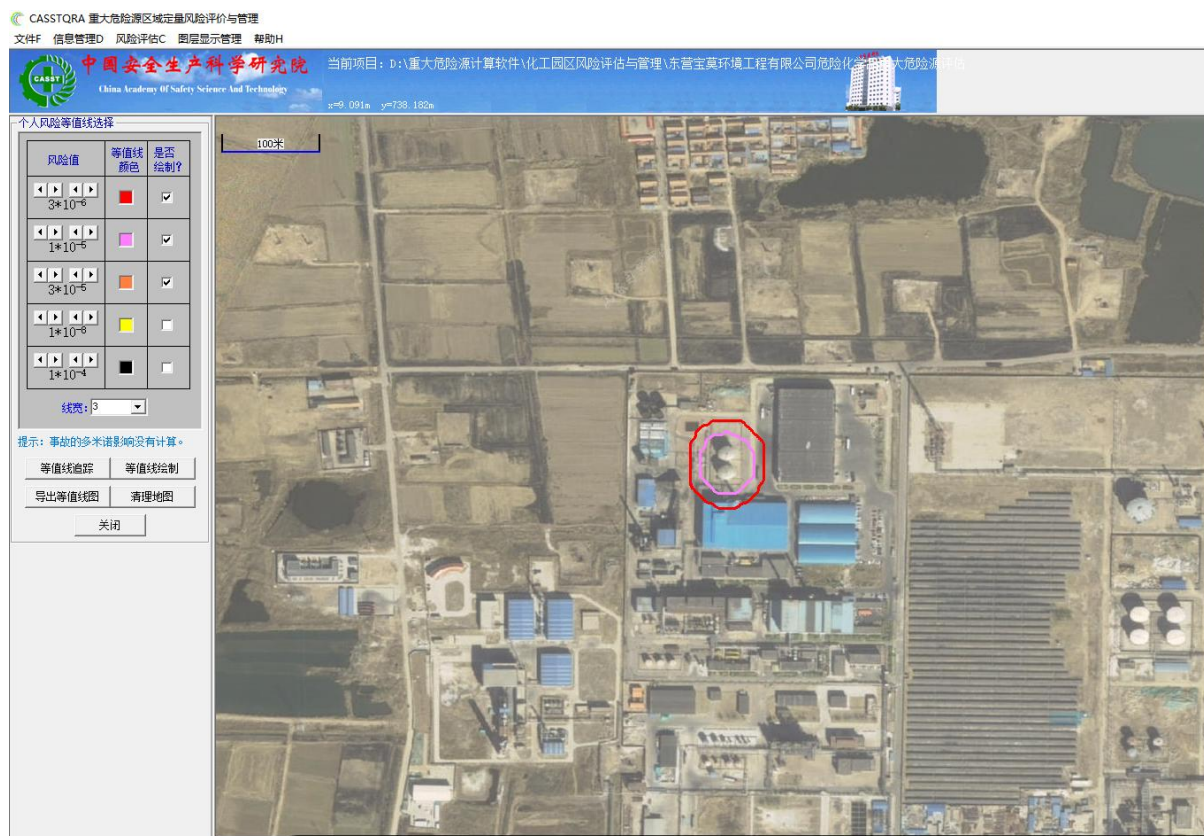 CASSTQRA 重大危险源区域定量风险评价与管理
文件F 信息管理D 风险评估C 图层显示管理 帮助H
CASST
中国安全生产科学研究院
China Academy Of Safety Science And Technology
当前项目: D:\重大危险源计算软件\化工园区风险评估与管理\东营宝莫环境工程有限公司危险化学品重大危险源评估
x=9.091m y=738.182m
个人风险等值线选择
风险值 等值线颜色 是否绘制?
3*10-6
1*10-5
3*10-5
1*10-8
1*10-4
线宽: 3
提示: 事故的多米诺影响没有计算。
等值线追踪 等值线绘制
导出等值线图 清理地图
关闭
100米